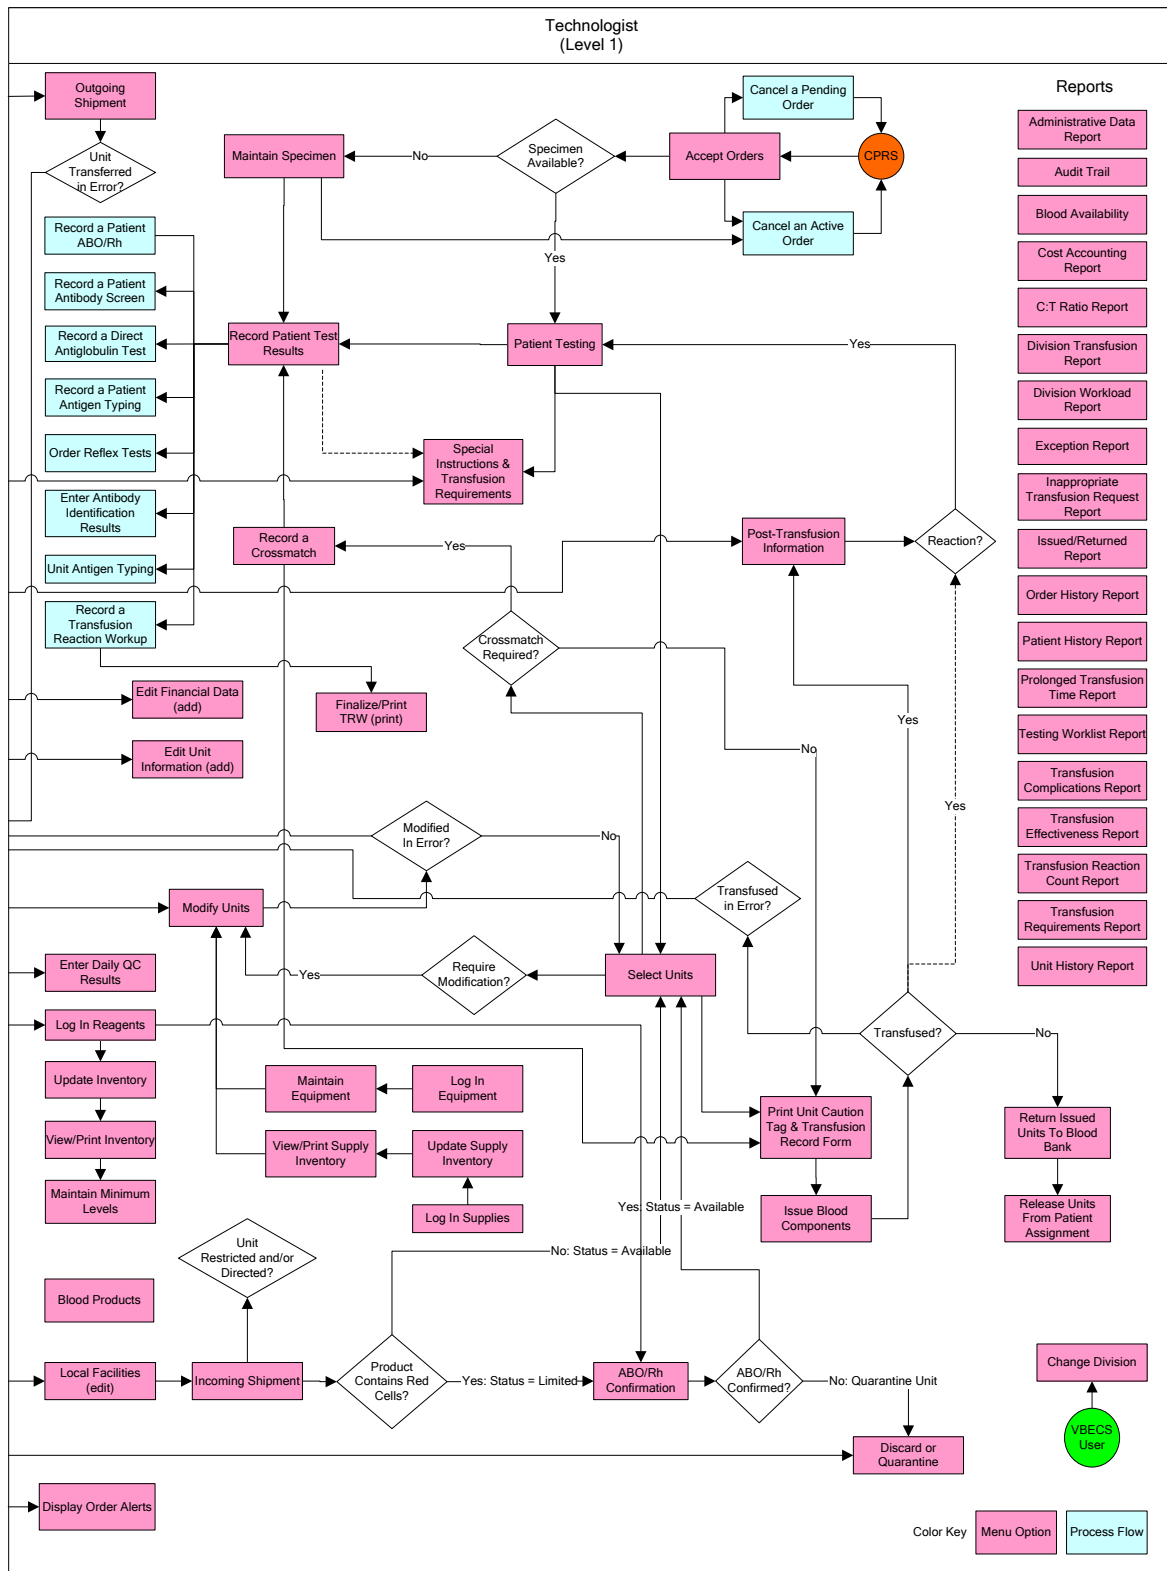 Technologist
(Level 1)
Outgoing
Shipment
Unit
Transferred
in Error?
Maintain Specimen
No
Specimen
Available?
Accept Orders
Cancel a Pending
Order
CPRS
Cancel an Active
Order
Yes
Record a Patient
ABO/Rh
Record a Patient
Antibody Screen
Record a Direct
Antiglobulin Test
Record a Patient
Antigen Typing
Order Reflex Tests
Enter Antibody
Identification
Results
Unit Antigen Typing
Record a
Transfusion
Reaction Workup
Record Patient Test
Results
Patient Testing
Yes
Special
Instructions &
Transfusion
Requirements
Record a
Crossmatch
Yes
Post-Transfusion
Information
Reaction?
Crossmatch
Required?
Edit Financial Data
(add)
Finalize/Print
TRW (print)
Edit Unit
Information (add)
No
Yes
Yes
Modified
In Error?
No
Transfused
in Error?
Modify Units
Enter Daily QC
Results
Yes
Require
Modification?
Select Units
Log In Reagents
Transfused?
No
Update Inventory
Maintain
Equipment
Log In
Equipment
Print Unit Caution
Tag & Transfusion
Record Form
Return Issued
Units To Blood
Bank
View/Print Inventory
View/Print Supply
Inventory
Update Supply
Inventory
Maintain Minimum
Levels
Log In Supplies
Yes: Status = Available
Issue Blood
Components
Release Units
From Patient
Assignment
Unit
Restricted and/or
Directed?
No: Status = Available
Blood Products
Local Facilities
(edit)
Incoming Shipment
Product
Contains Red
Cells?
Yes: Status = Limited
ABO/Rh
Confirmation
ABO/Rh
Confirmed?
No: Quarantine Unit
Change Division
VBECS
User
Discard or
Quarantine
Display Order Alerts
Reports
Administrative Data
Report
Audit Trail
Blood Availability
Cost Accounting
Report
C:T Ratio Report
Division Transfusion
Report
Division Workload
Report
Exception Report
Inappropriate
Transfusion Request
Report
Issued/Returned
Report
Order History Report
Patient History Report
Prolonged Transfusion
Time Report
Testing Worklist Report
Transfusion
Complications Report
Transfusion
Effectiveness Report
Transfusion Reaction
Count Report
Transfusion
Requirements Report
Unit History Report
Color Key
Menu Option
Process Flow